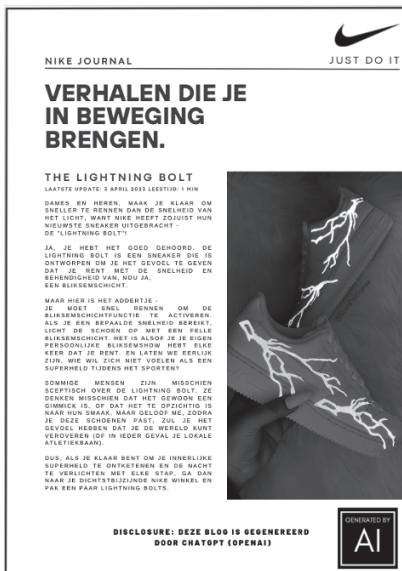 NIKE JOURNAL
JUST DO IT
VERHALEN DIE JE
IN BEWEGING
BRENGEN.
THE LIGHTNING BOLT
LAATSTE UPDATE: 3 APRIL 2023 LEESTIJD: 1 MIN
DAMES EN HEREN, MAAK JE KLAAR OM
SNELLER TE RENNEN DAN DE SNELHEID VAN
HET LICHT, WANT NIKE HEEFT ZOJUIST HUN
NIEUWSTE SNEAKER UITGEBRACHT -
DE "LIGHTNING BOLT"!
JA, JE HEBT HET GOED GEHOORD. DE
LIGHTNING BOLT IS EEN SNEAKER DIE IS
ONTWORPEN OM JE HET GEVOEL TE GEVEN
DAT JE RENT MET DE SNELHEID EN
BEHENDIGHEID VAN, NOU JA,
EEN BLIKSEMSCHICHT.
MAAR HIER IS HET ADDERTJE -
JE MOET SNEL RENNEN OM DE
BLIKSEMSCHICHTFUNCTIE TE ACTIVEREN.
ALS JE EEN BEPAALDE SNELHEID BEREIKT,
LICHT DE SCHOEN OP MET EEN FELLE
BLIKSEMSCHICHT. HET IS ALSOF JE JE EIGEN
PERSOONLIJKE BLIKSEMSHOW HEBT ELKE
KEER DAT JE RENT. EN LATEN WE EERLIJK
ZIJN, WIE WIL ZICH NIET VOELEN ALS EEN
SUPERHELD TIJDENS HET SPORTEN?
SOMMIGE MENSEN ZIJN MISSCHIEN
SCEPTISCH OVER DE LIGHTNING BOLT. ZE
DENKEN MISSCHIEN DAT HET GEWOON EEN
GIMMICK IS, OF DAT HET TE OPZICHTIG IS
NAAR HUN SMAAK. MAAR GELOOF ME, ZODRA
JE DEZE SCHOENEN PAST, ZUL JE HET
GEVOEL HEBBEN DAT JE DE WERELD KUNT
VEROVEREN (OF IN IEDER GEVAL JE LOKALE
ATLETIEKBAAN).
DUS, ALS JE KLAAR BENT OM JE INNERLIJKE
SUPERHELD TE ONTKETENEN EN DE NACHT
TE VERLICHTEN MET ELKE STAP, GA DAN
NAAR JE DICHTSTBIJZIJNDE NIKE WINKEL EN
PAK EEN PAAR LIGHTNING BOLTS.
DISCLOSURE: DEZE BLOG IS GEGENEREERD
DOOR CHATGPT (OPENAI)
GENERATED BY
AI